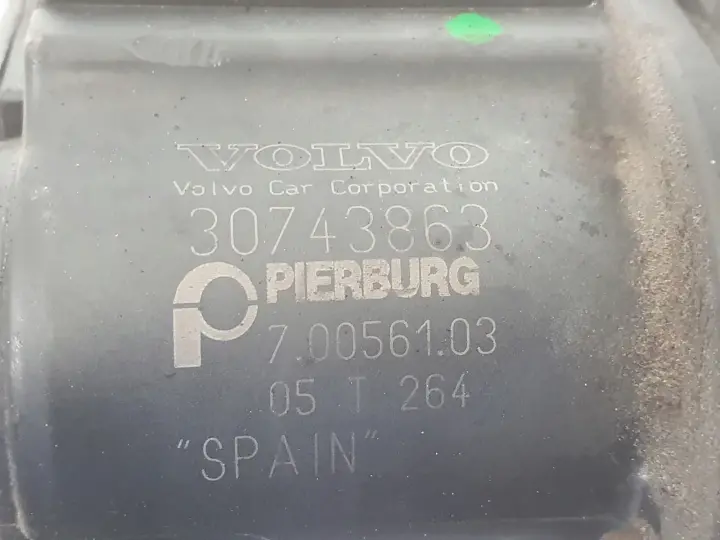 VOLVO
Volvo Car Corporation
30743863
PIERBURG
7.00561.03
05 T 264
"SPAIN"